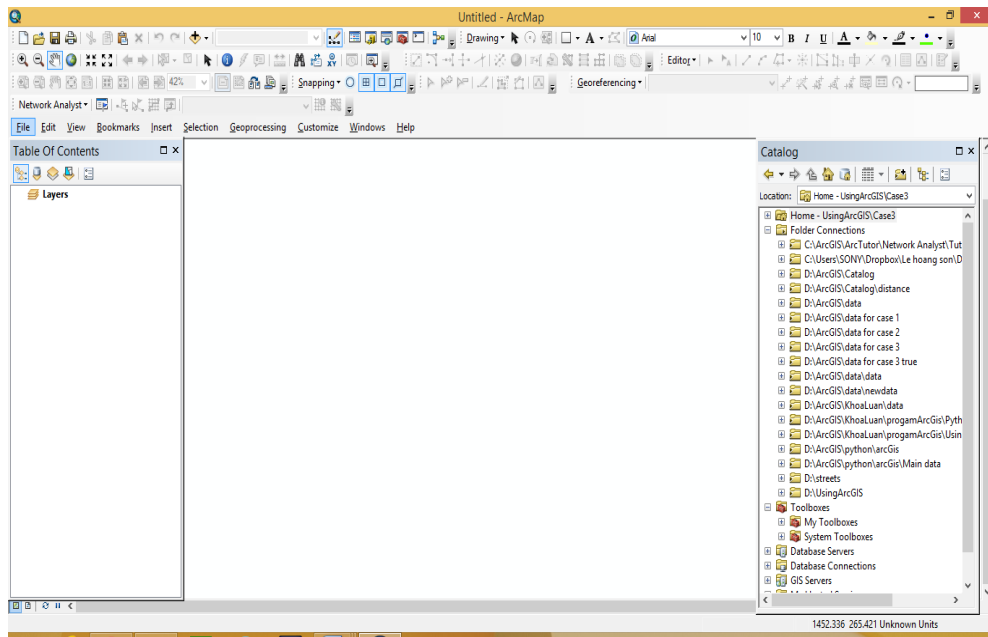 Untitled - ArcMap
Drawing
Arial
10
B I U A
Editor
42%
Snapping
Georeferencing
Network Analyst
File Edit View Bookmarks Insert Selection Geoprocessing Customize Windows Help
Table Of Contents
Layers
Catalog
Location: Home - UsingArcGIS\Case3
Home - UsingArcGIS\Case3
Folder Connections
C:\ArcGIS\ArcTutor\Network Analyst\Tut
C:\Users\SONY\Dropbox\Le hoang son\D
D:\ArcGIS\Catalog
D:\ArcGIS\Catalog\distance
D:\ArcGIS\data
D:\ArcGIS\data for case 1
D:\ArcGIS\data for case 2
D:\ArcGIS\data for case 3
D:\ArcGIS\data for case 3 true
D:\ArcGIS\data\data
D:\ArcGIS\data\newdata
D:\ArcGIS\KhoaLuan\data
D:\ArcGIS\KhoaLuan\progamArcGis\Pyth
D:\ArcGIS\KhoaLuan\progamArcGis\Usin
D:\ArcGIS\python\arcGis
D:\ArcGIS\python\arcGis\Main data
D:\streets
D:\UsingArcGIS
Toolboxes
My Toolboxes
System Toolboxes
Database Servers
Database Connections
GIS Servers
1452.336 265.421 Unknown Units